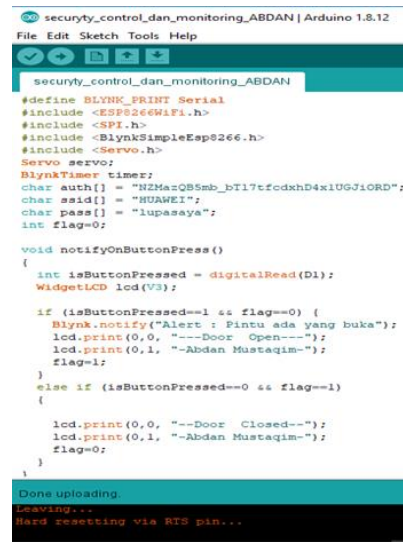 securyty_control_dan_monitoring_ABDAN | Arduino 1.8.12
File Edit Sketch Tools Help
securyty_control_dan_monitoring_ABDAN
#define BLYNK_PRINT Serial
#include <ESP8266WiFi.h>
#include <SPI.h>
#include <BlynkSimpleEsp8266.h>
#include <Servo.h>
Servo servo;
BlynkTimer timer;
char auth[] = "NZMazQB5mb_bT17tfcdxhD4x1UGJiORD";
char ssid[] = "HUAWEI";
char pass[] = "lupasaya";
int flag=0;
void notifyOnButtonPress()
{
int isButtonPressed = digitalRead(D1);
WidgetLCD lcd(V3);
if (isButtonPressed==1 && flag==0) {
Blynk.notify("Alert : Pintu ada yang buka");
lcd.print(0,0, "---Door  Open---");
lcd.print(0,1, "-Abdan Mustaqim-");
flag=1;
}
else if (isButtonPressed==0 && flag==1)
{
lcd.print(0,0, "--Door  Closed--");
lcd.print(0,1, "-Abdan Mustaqim-");
flag=0;
}
}
Done uploading.
Leaving...
Hard resetting via RTS pin...